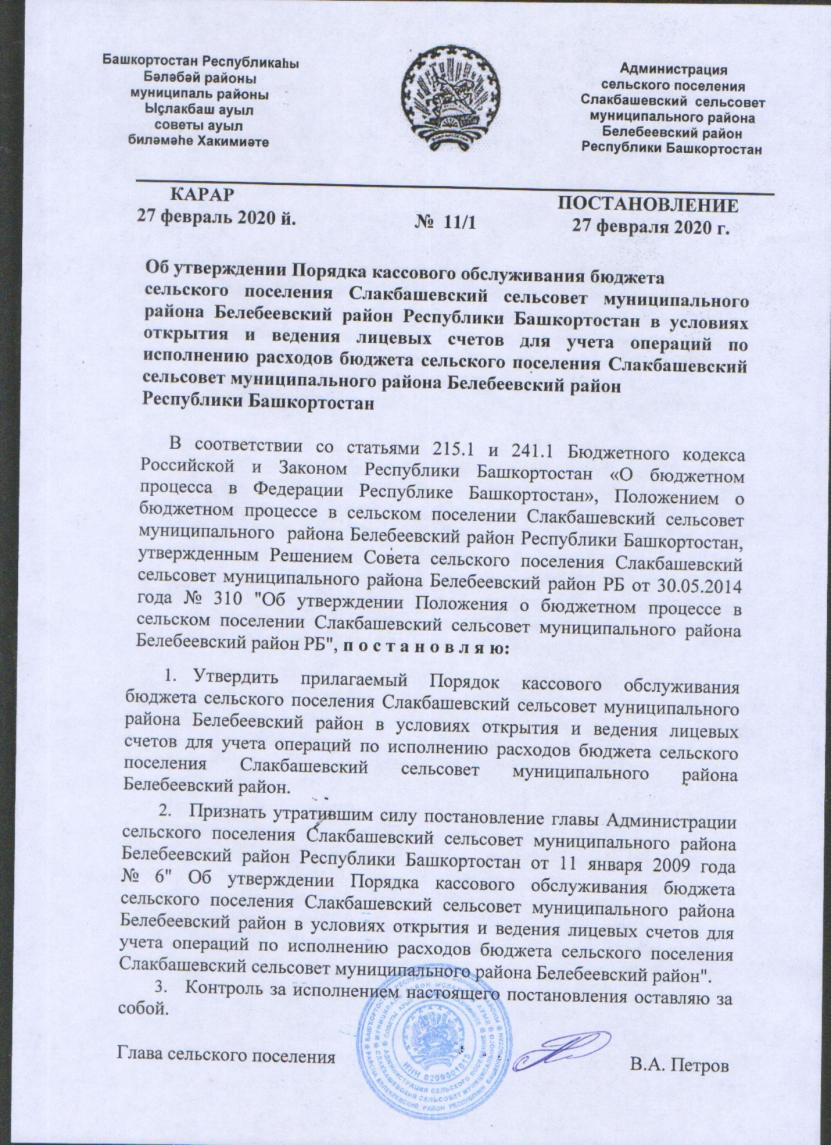 Башкортостан Республикаһы
Бәләбәй районы
муниципаль районы
Ыҫлакбаш ауыл
советы ауыл
биләмәһе Хакимиәте
Администрация
сельского поселения
Слакбашевский сельсовет
муниципального района
Белебеевский район
Республики Башкортостан
КАРАР
27 февраль 2020 й.
№ 11/1
ПОСТАНОВЛЕНИЕ
27 февраля 2020 г.
Об утверждении Порядка кассового обслуживания бюджета
сельского поселения Слакбашевский сельсовет муниципального
района Белебеевский район Республики Башкортостан в условиях
открытия и ведения лицевых счетов для учета операций по
исполнению расходов бюджета сельского поселения Слакбашевский
сельсовет муниципального района Белебеевский район
Республики Башкортостан
В соответствии со статьями 215.1 и 241.1 Бюджетного кодекса
Российской и Законом Республики Башкортостан «О бюджетном
процесса в Федерации Республике Башкортостан», Положением о
бюджетном процессе в сельском поселении Слакбашевский сельсовет
муниципального района Белебеевский район Республики Башкортостан,
утвержденным Решением Совета сельского поселения Слакбашевский
сельсовет муниципального района Белебеевский район РБ от 30.05.2014
года № 310 "Об утверждении Положения о бюджетном процессе в
сельском поселении Слакбашевский сельсовет муниципального района
Белебеевский район РБ", п о с т а н о в л я ю:
1. Утвердить прилагаемый Порядок кассового обслуживания
бюджета сельского поселения Слакбашевский сельсовет муниципального
района Белебеевский район в условиях открытия и ведения лицевых
счетов для учета операций по исполнению расходов бюджета сельского
поселения Слакбашевский сельсовет муниципального района
Белебеевский район.
2. Признать утратившим силу постановление главы Администрации
сельского поселения Слакбашевский сельсовет муниципального района
Белебеевский район Республики Башкортостан от 11 января 2009 года
№ 6" Об утверждении Порядка кассового обслуживания бюджета
сельского поселения Слакбашевский сельсовет муниципального района
Белебеевский район в условиях открытия и ведения лицевых счетов для
учета операций по исполнению расходов бюджета сельского поселения
Слакбашевский сельсовет муниципального района Белебеевский район".
3. Контроль за исполнением настоящего постановления оставляю за
собой.
Глава сельского поселения
В.А. Петров